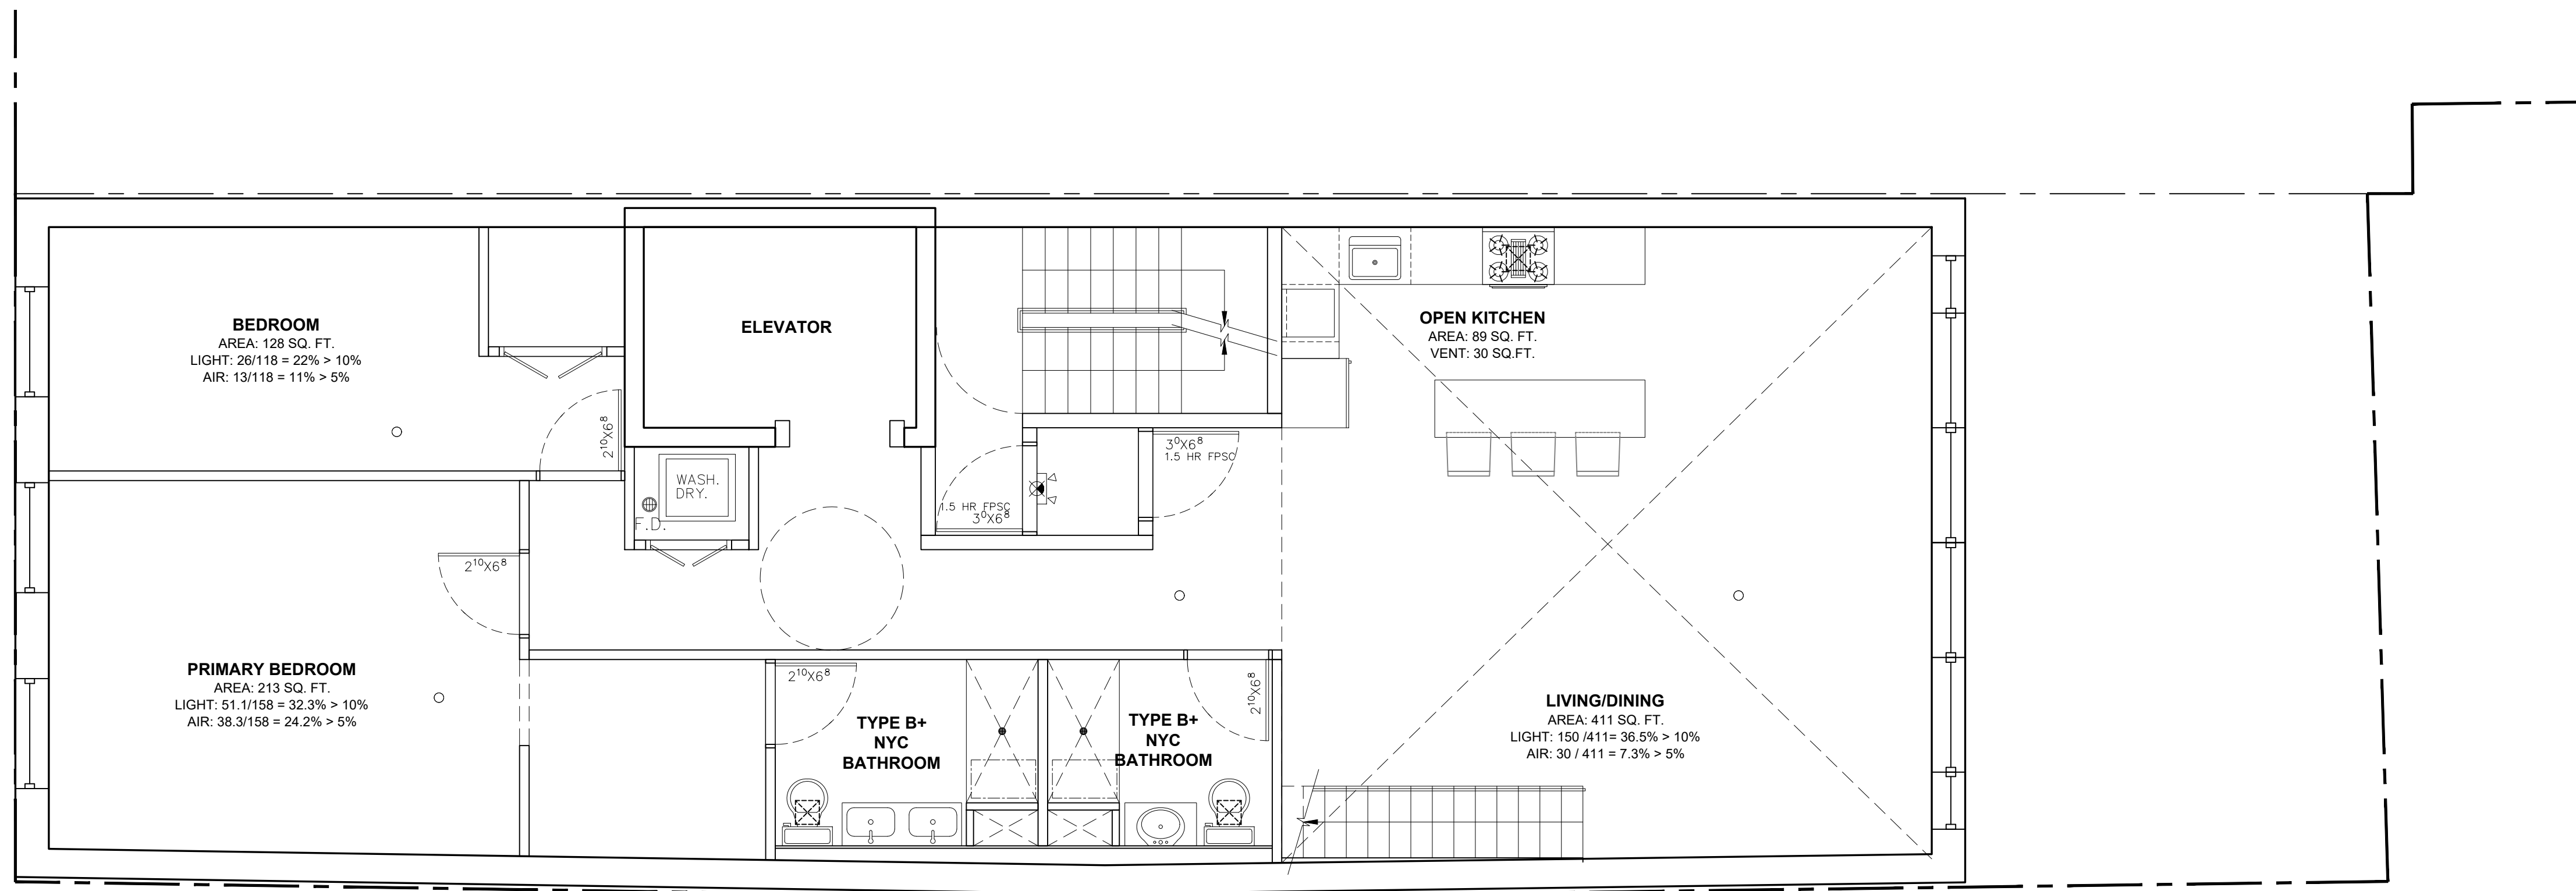 BEDROOM
AREA: 128 SQ. FT.
LIGHT: 26/118 = 22% > 10%
AIR: 13/118 = 11% > 5%
2¹⁰X6⁸
ELEVATOR
WASH.
DRY.
F.D.
1.5 HR FPSC
3⁰X6⁸
3⁰X6⁸
1.5 HR FPSC
OPEN KITCHEN
AREA: 89 SQ. FT.
VENT: 30 SQ.FT.
2¹⁰X6⁸
PRIMARY BEDROOM
AREA: 213 SQ. FT.
LIGHT: 51.1/158 = 32.3% > 10%
AIR: 38.3/158 = 24.2% > 5%
2¹⁰X6⁸
TYPE B+
NYC
BATHROOM
TYPE B+
NYC
BATHROOM
2¹⁰X6⁸
LIVING/DINING
AREA: 411 SQ. FT.
LIGHT: 150 /411= 36.5% > 10%
AIR: 30 / 411 = 7.3% > 5%